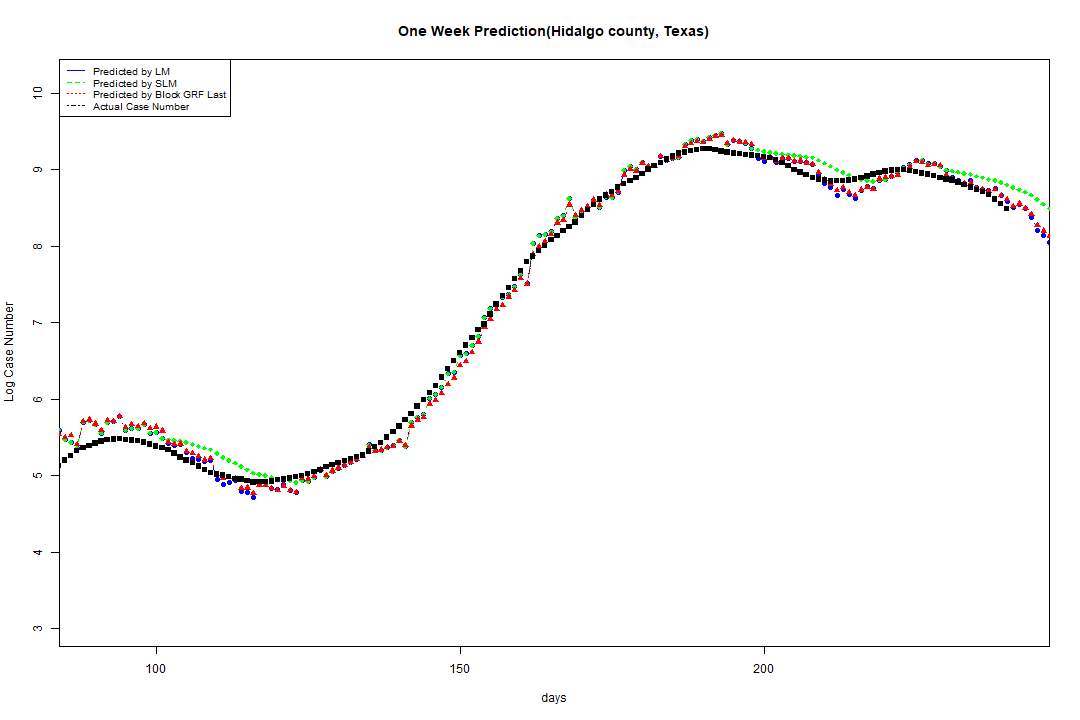 One Week Prediction(Hidalgo county, Texas)
Predicted by LM
Predicted by SLM
Predicted by Block GRF Last
Actual Case Number
10
9
8
7
6
5
4
3
Log Case Number
100 150 200
days